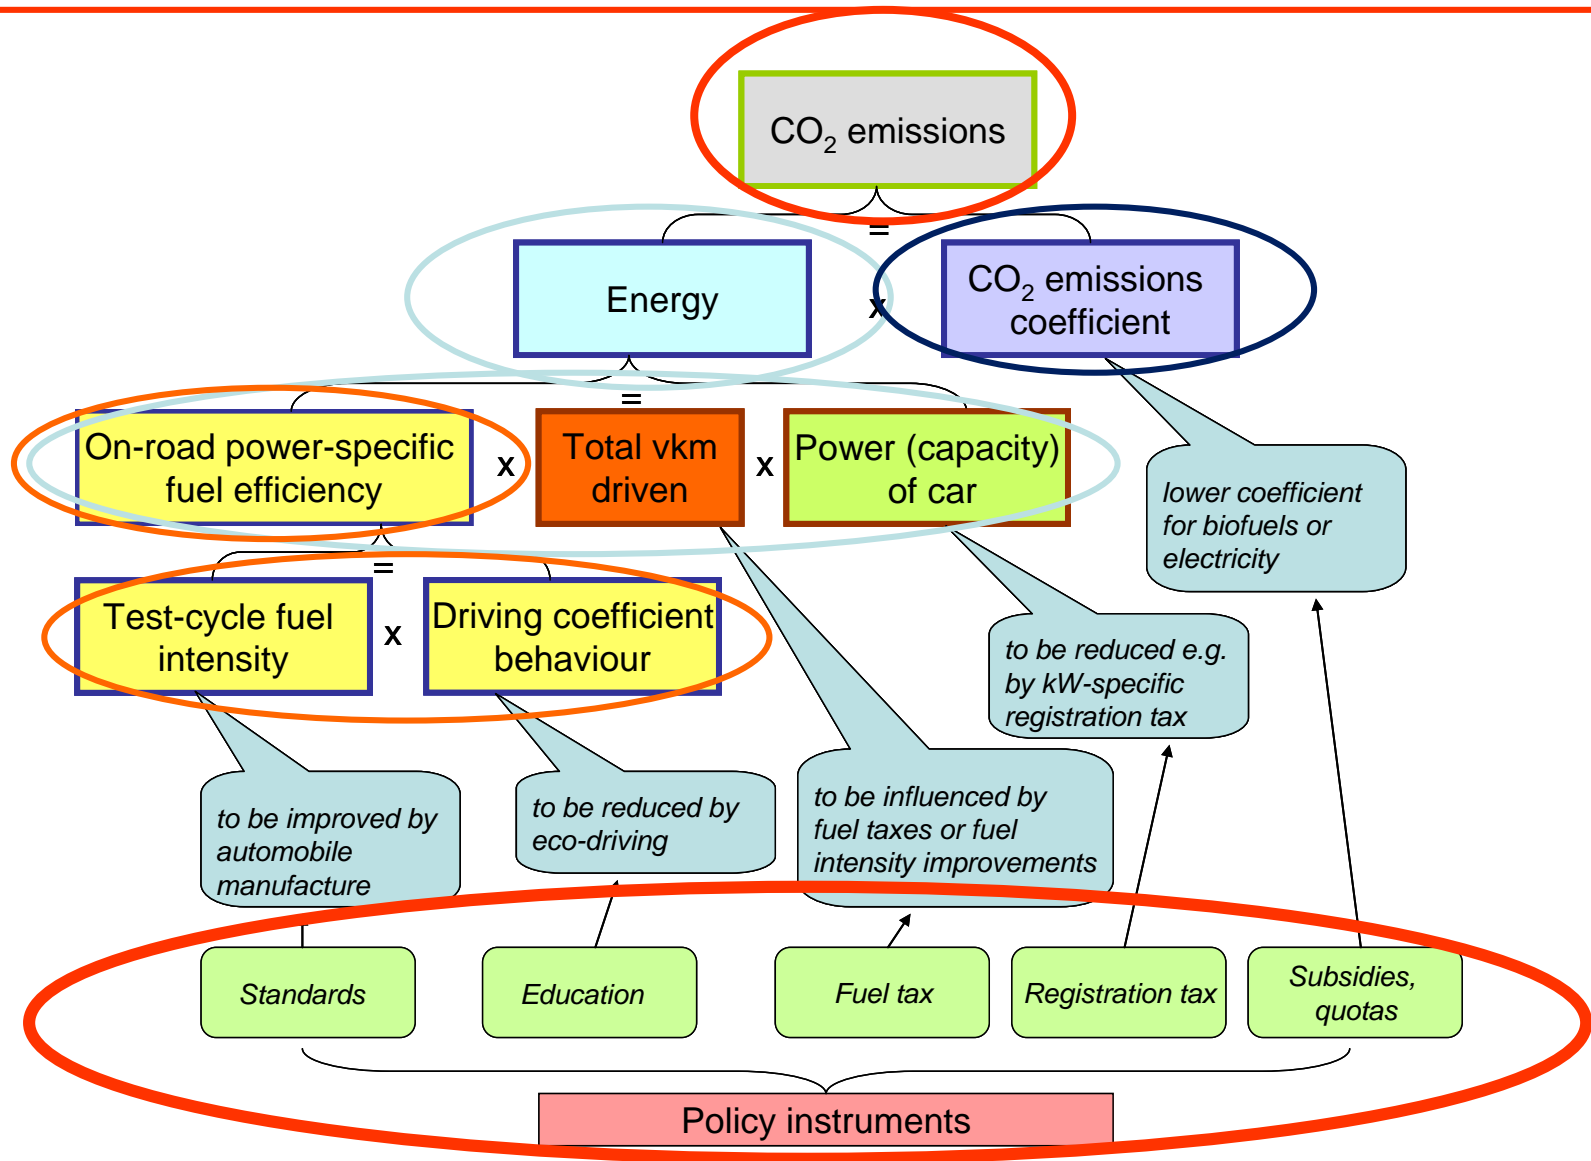 CO₂ emissions
=
Energy
x
CO₂ emissions
coefficient
=
On-road power-specific
fuel efficiency
x
Total vkm
driven
x
Power (capacity)
of car
lower coefficient
for biofuels or
electricity
=
Test-cycle fuel
intensity
x
Driving coefficient
behaviour
to be reduced e.g.
by kW-specific
registration tax
to be improved by
automobile
manufacture
to be reduced by
eco-driving
to be influenced by
fuel taxes or fuel
intensity improvements
Standards
Education
Fuel tax
Registration tax
Subsidies,
quotas
Policy instruments